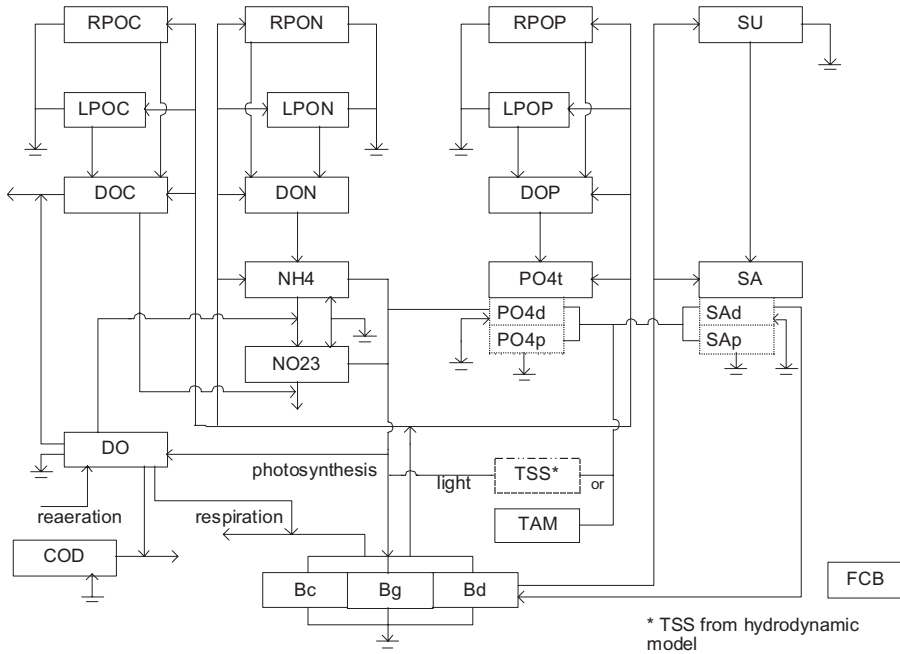 RPOC
RPON
RPOP
SU
LPOC
LPON
LPOP
DOC
DON
DOP
NH4
PO4t
SA
PO4d
SAd
PO4p
SAp
NO23
DO
photosynthesis
light
TSS*
or
reaeration
respiration
TAM
COD
Bc
Bg
Bd
FCB
* TSS from hydrodynamic
model